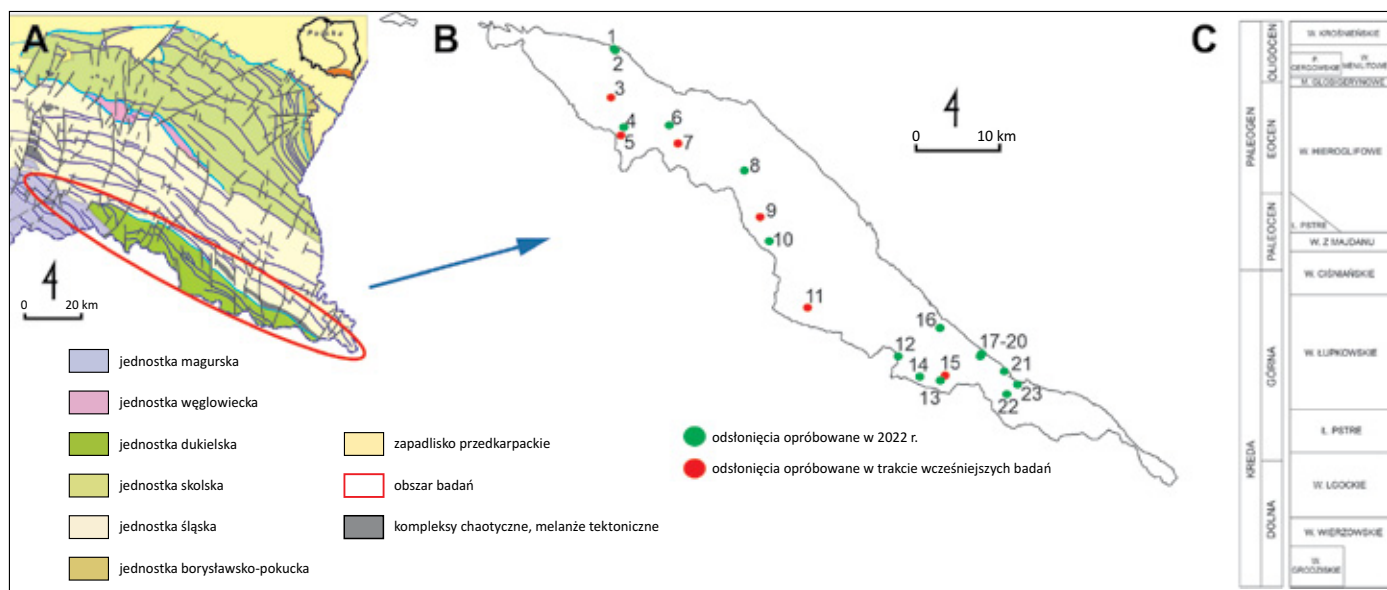 A
Polska
0 20 km
jednostka magurska
jednostka węglowiecka
jednostka dukielska
jednostka skolska
jednostka śląska
jednostka borysławsko-pokucka
zapadlisko przedkarpackie
obszar badań
kompleksy chaotyczne, melanże tektoniczne
B
1
2
3
4
5
6
7
8
9
10
11
12
13
14
15
16
17-20
21
22
23
0 10 km
odsłonięcia opróbowane w 2022 r.
odsłonięcia opróbowane w trakcie wcześniejszych badań
C
PALEOGEN
OLIGOCEN
EOCEN
PALEOCEN
KREDA
GÓRNA
DOLNA
W. KROŚNIEŃSKIE
P. CERGOWSKIE
W. MENILITOWE
M. GLOBIGERYNOWE
W. HIEROGLIFOWE
Ł. PSTRE
W. Z MAJDANU
W. CIŚNIAŃSKIE
W. ŁUPKOWSKIE
Ł. PSTRE
W. LGOCKIE
W. WIERZOWSKIE
W. GRODZISKIE